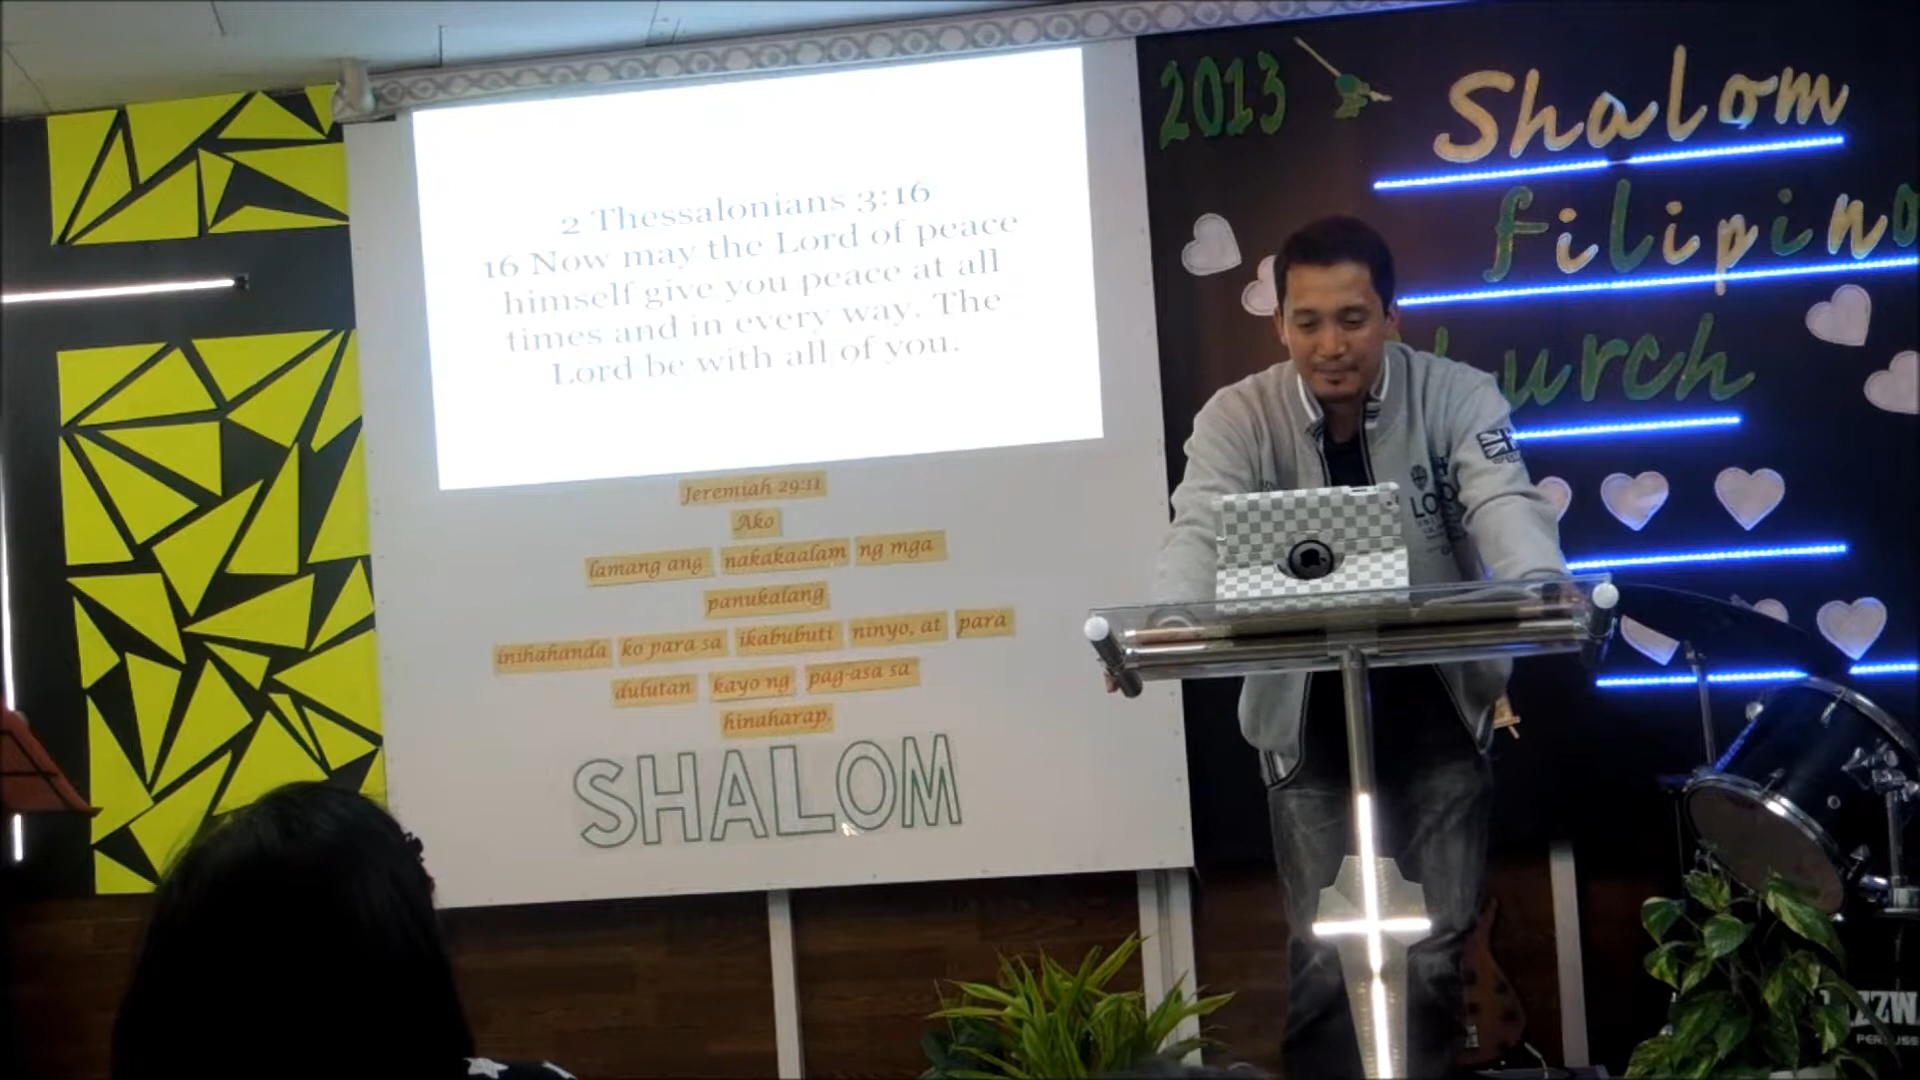 2 Thessalonians 3:16
16 Now may the Lord of peace
himself give you peace at all
times and in every way. The
Lord be with all of you.
Jeremiah 29:11
Ako
lamang ang nakakaalam ng mga
panukalang
inihahanda ko para sa ikabubuti ninyo, at para
dulutan kayo ng pag-asa sa
hinaharap.
SHALOM
2013
Shalom
filipino
urch